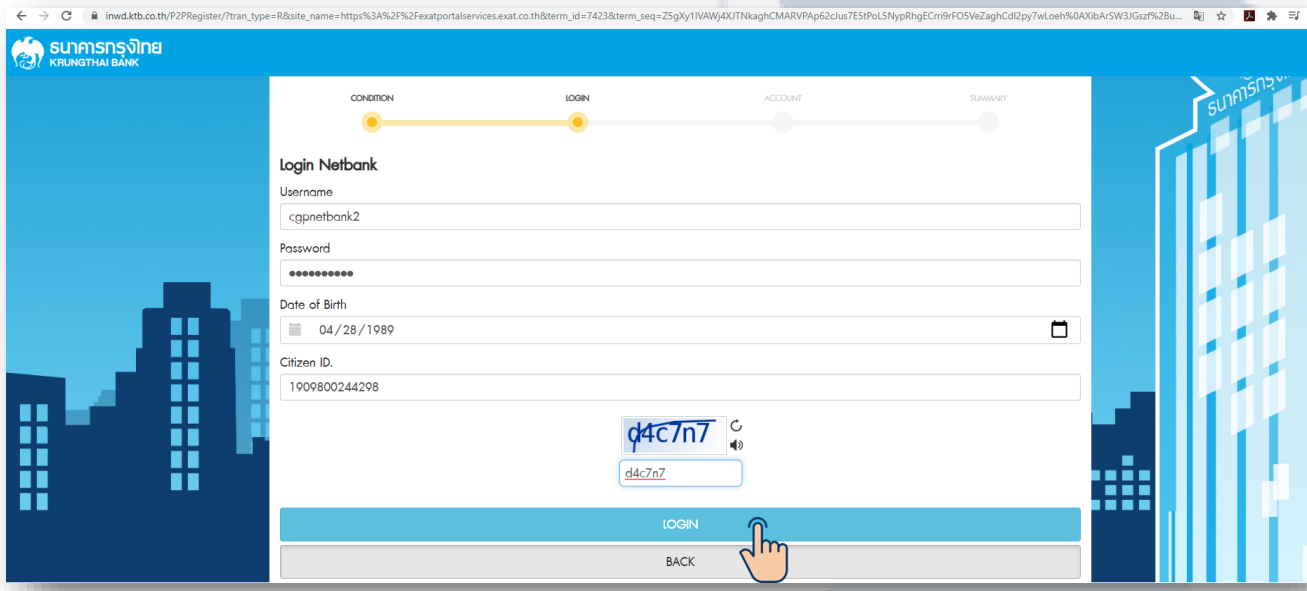 inwd.ktb.co.th/P2PRegister/?tran_type=R&site_name=https%3A%2F%2Fexatportalservices.exat.co.th&term_id=7423&term_seq=Z5gXy1IVAWj4XJTNkaghCMARVPAp62cJus7E5tPoL5NypRhgECrri9rFO5VeZaghCdl2py7wLoeh%0AXibArSW3JGszf%2Bu...
ธนาคารกรุงไทย
KRUNGTHAI BANK
ธนาคารกรุง
CONDITION LOGIN ACCOUNT SUMMARY
Login Netbank
Username
cgpnetbank2
Password
Date of Birth
04/28/1989
Citizen ID.
1909800244298
d4c7n7
d4c7n7
LOGIN
BACK